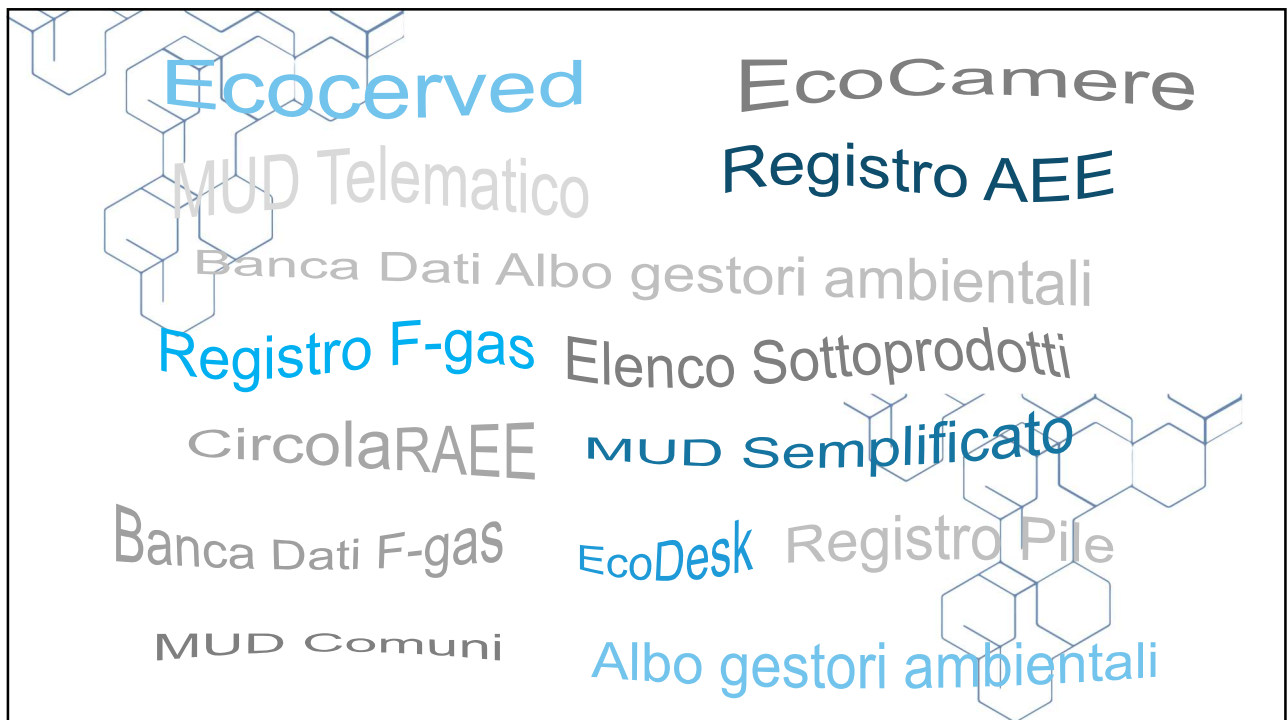 Ecocerved
EcoCamere
MUD Telematico
Registro AEE
Banca Dati Albo gestori ambientali
Registro F-gas
Elenco Sottoprodotti
CircolaRAEE
MUD Semplificato
Banca Dati F-gas
EcoDesk
Registro Pile
MUD Comuni
Albo gestori ambientali